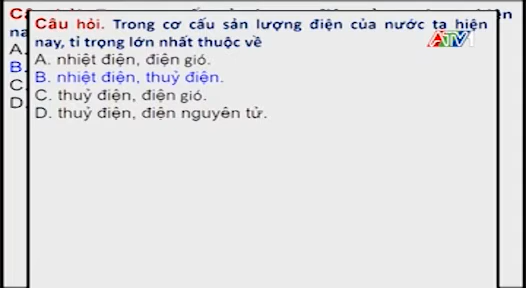 Câu hỏi. Trong cơ cấu sản lượng điện của nước ta hiện
nay, tỉ trọng lớn nhất thuộc về
ATV1
A. nhiệt điện, điện gió.
B. nhiệt điện, thuỷ điện.
C. thuỷ điện, điện gió.
D. thuỷ điện, điện nguyên tử.